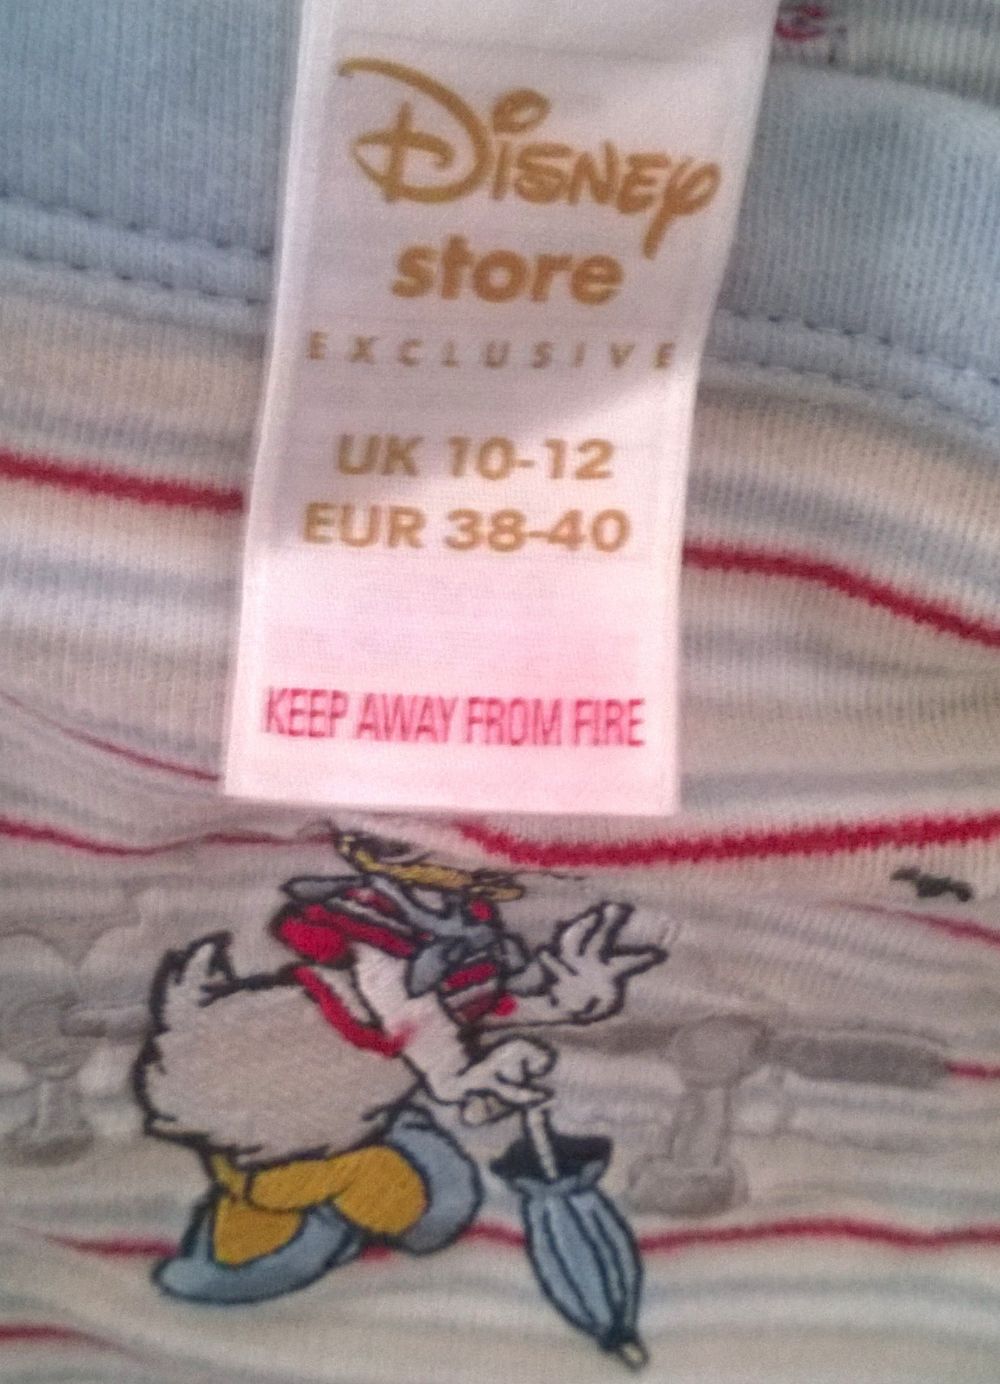 Disney
store
EXCLUSIVE
UK 10-12
EUR 38-40
KEEP AWAY FROM FIRE